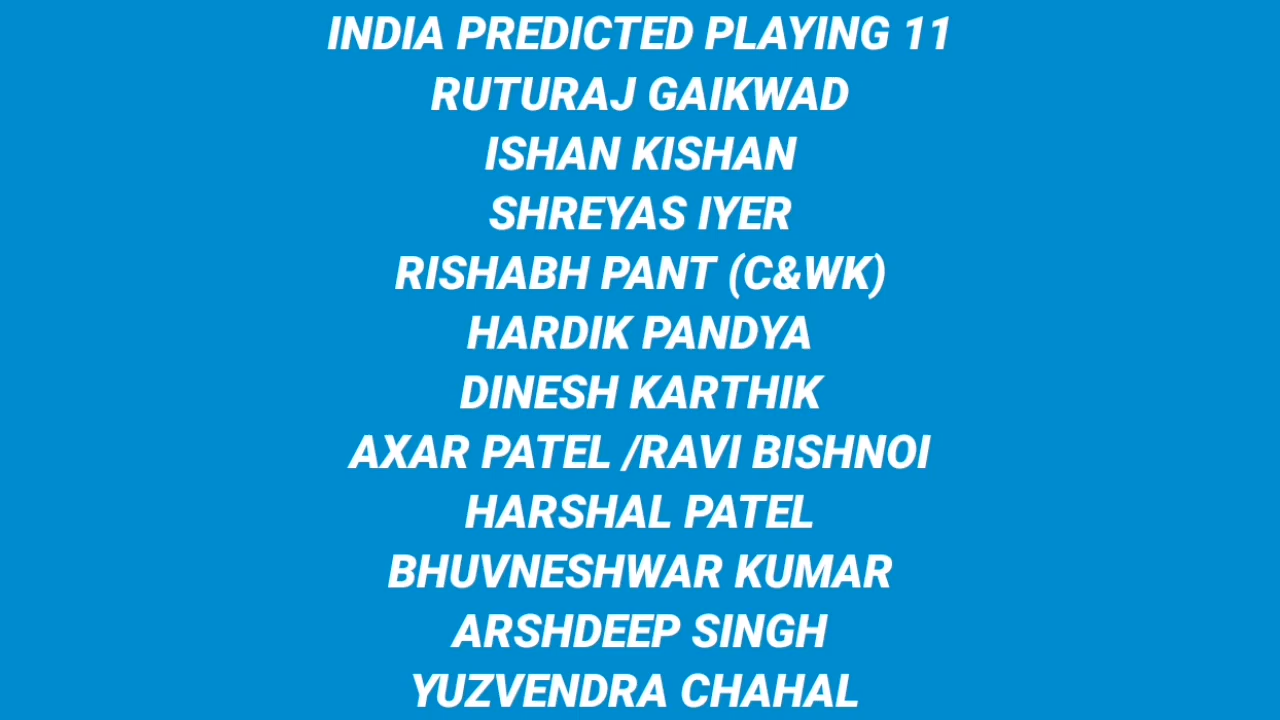 INDIA PREDICTED PLAYING 11
RUTURAJ GAIKWAD
ISHAN KISHAN
SHREYAS IYER
RISHABH PANT (C&WK)
HARDIK PANDYA
DINESH KARTHIK
AXAR PATEL /RAVI BISHNOI
HARSHAL PATEL
BHUVNESHWAR KUMAR
ARSHDEEP SINGH
YUZVENDRA CHAHAL